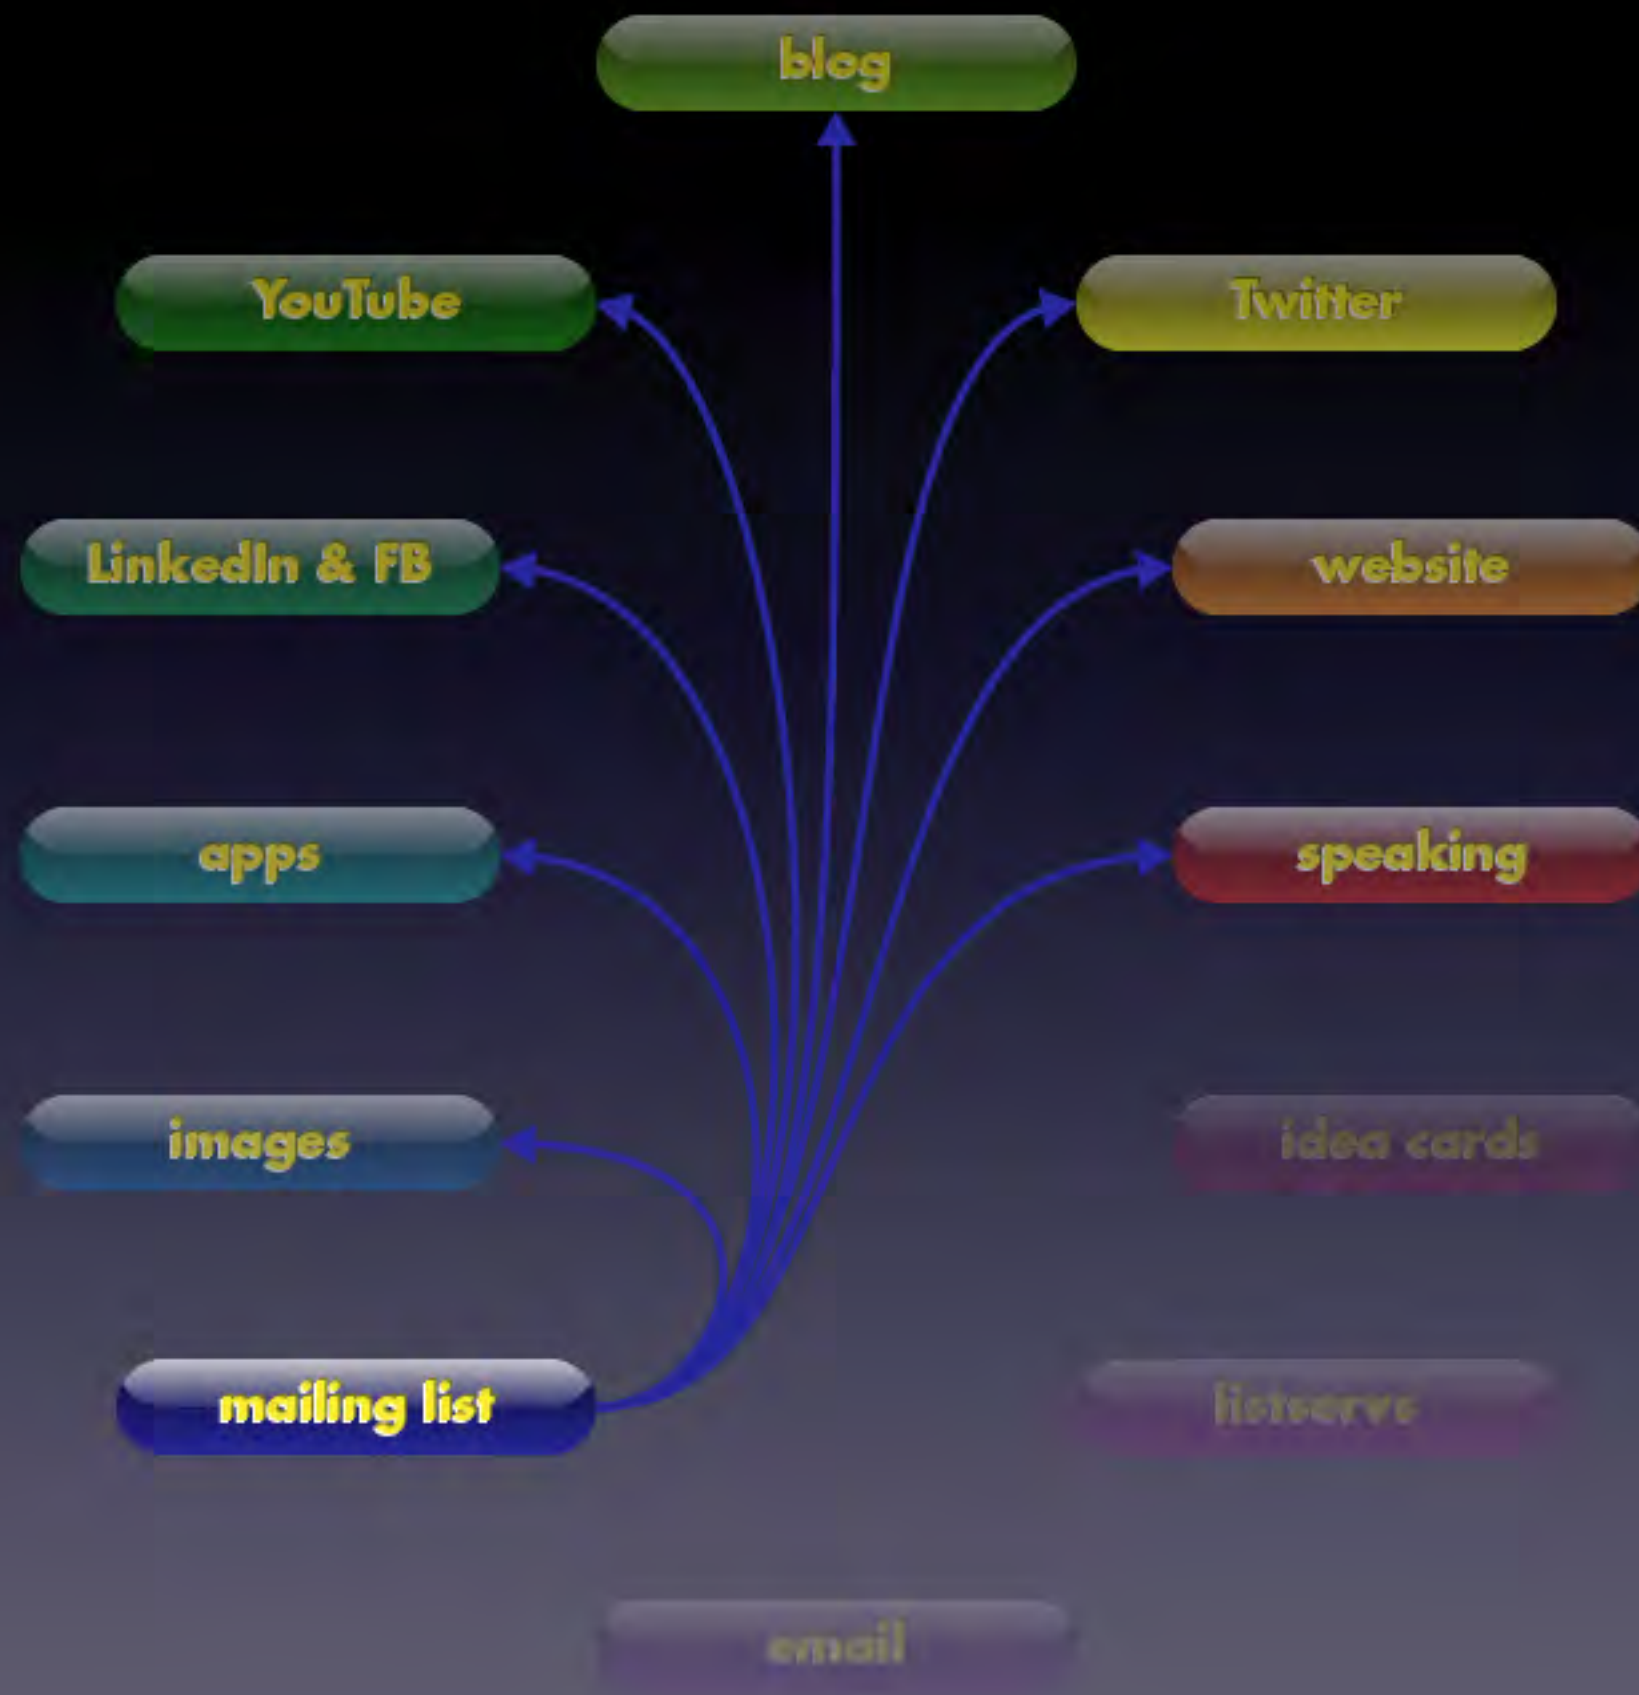 blog
YouTube
Twitter
LinkedIn & FB
website
apps
speaking
images
idea cards
mailing list
listservs
email